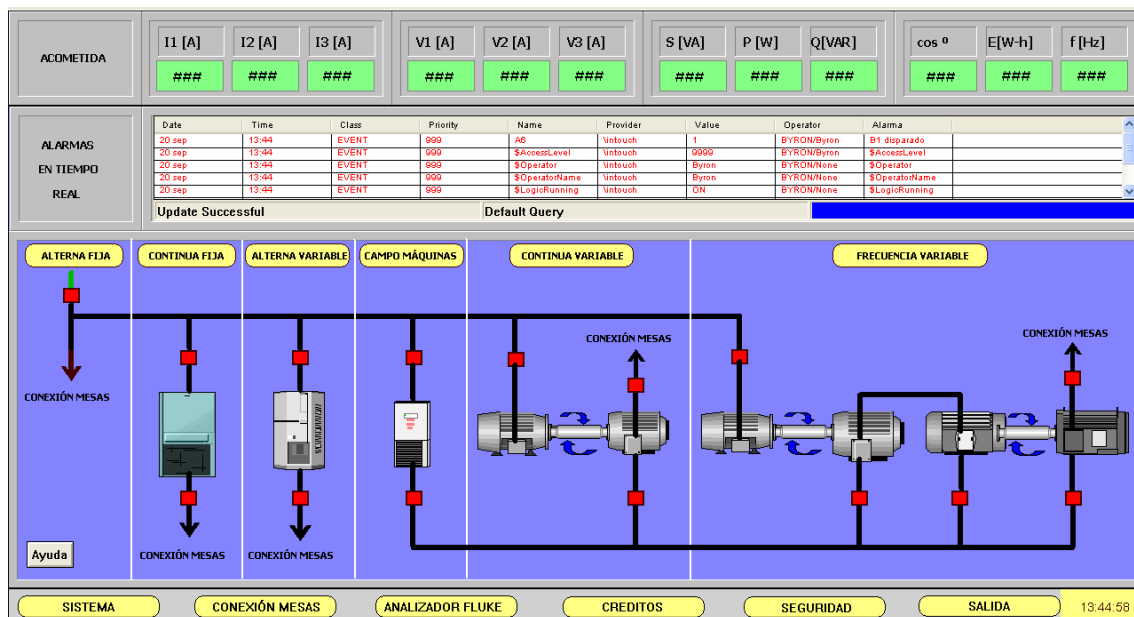 ACOMETIDA
I1 [A] I2 [A] I3 [A] V1 [A] V2 [A] V3 [A] S [VA] P [W] Q[VAR] cos º E[W-h] f [Hz]
### ### ### ### ### ### ### ### ### ### ### ###
ALARMAS
EN TIEMPO
REAL
Date Time Class Priority Name Provider Value Operator Alarma
20 sep 13:44 EVENT 999 A6 \intouch 1 BYRON/Byron B1 disparado
20 sep 13:44 EVENT 999 $AccessLevel \intouch 9999 BYRON/Byron $AccessLevel
20 sep 13:44 EVENT 999 $Operator \intouch Byron BYRON/None $Operator
20 sep 13:44 EVENT 999 $OperatorName \intouch Byron BYRON/None $OperatorName
20 sep 13:44 EVENT 999 $LogicRunning \intouch ON BYRON/None $LogicRunning
Update Successful Default Query
ALTERNA FIJA CONTINUA FIJA ALTERNA VARIABLE CAMPO MÁQUINAS CONTINUA VARIABLE FRECUENCIA VARIABLE
CONEXIÓN MESAS CONEXIÓN MESAS
CONEXIÓN MESAS
Ayuda CONEXIÓN MESAS CONEXIÓN MESAS
SISTEMA CONEXIÓN MESAS ANALIZADOR FLUKE CREDITOS SEGURIDAD SALIDA 13:44:58